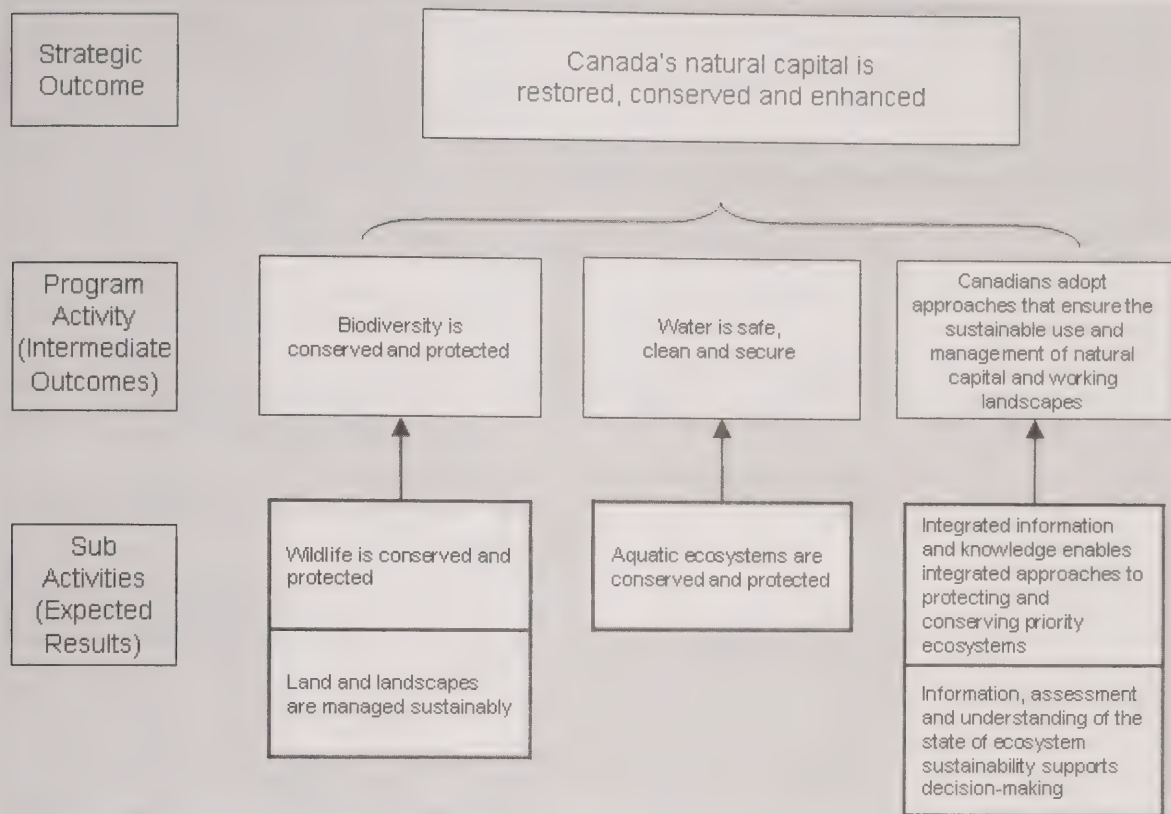 Strategic
Outcome
Canada's natural capital is
restored, conserved and enhanced
Program
Activity
(Intermediate
Outcomes)
Biodiversity is
conserved and protected
Water is safe,
clean and secure
Canadians adopt
approaches that ensure the
sustainable use and
management of natural
capital and working
landscapes
Sub
Activities
(Expected
Results)
Wildlife is conserved and
protected
Land and landscapes
are managed sustainably
Aquatic ecosystems are
conserved and protected
Integrated information
and knowledge enables
integrated approaches to
protecting and
conserving priority
ecosystems
Information, assessment
and understanding of the
state of ecosystem
sustainability supports
decision-making